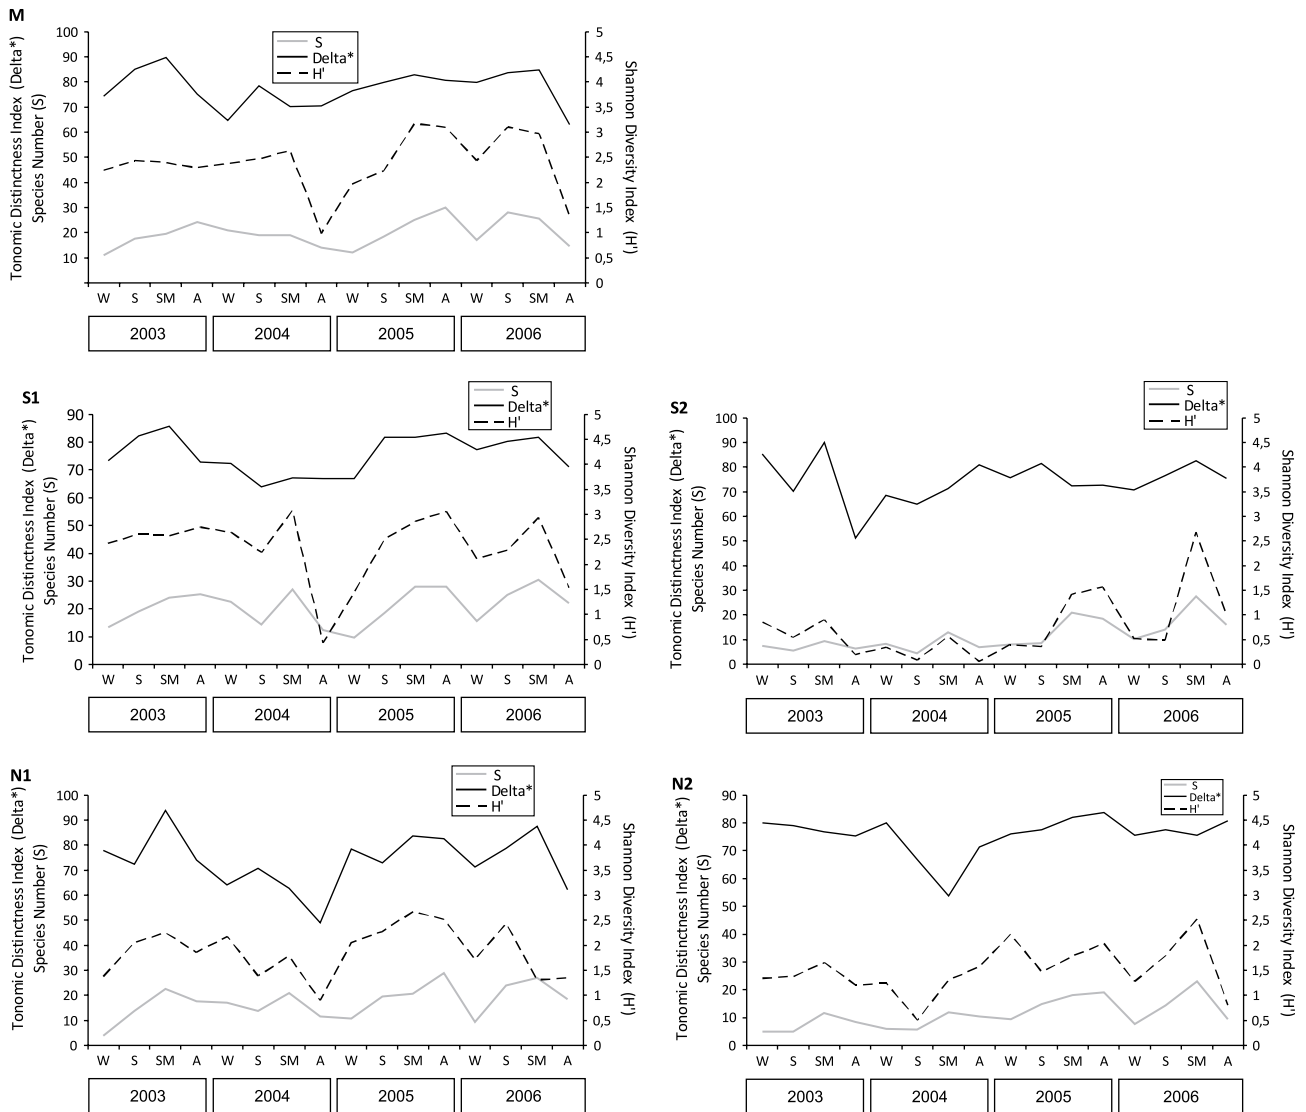 M
Tonomic Distinctness Index (Delta*)
Species Number (S)
100
90
80
70
60
50
40
30
20
10
S
Delta*
H'
5
4,5
4
3,5
3
2,5
2
1,5
1
0,5
0
Shannon Diversity Index (H')
W S SM A W S SM A W S SM A W S SM A
2003 2004 2005 2006
S1
Tonomic Distinctness Index (Delta*)
Species Number (S)
90
80
70
60
50
40
30
20
10
0
S
Delta*
H'
5
4,5
4
3,5
3
2,5
2
1,5
1
0,5
0
Shannon Diversity Index (H')
W S SM A W S SM A W S SM A W S SM A
2003 2004 2005 2006
S2
Tonomic Distinctness Index (Delta*)
Species Number (S)
100
90
80
70
60
50
40
30
20
10
0
S
Delta*
H'
5
4,5
4
3,5
3
2,5
2
1,5
1
0,5
0
Shannon Diversity Index (H')
W S SM A W S SM A W S SM A W S SM A
2003 2004 2005 2006
N1
Tonomic Distinctness Index (Delta*)
Species Number (S)
100
90
80
70
60
50
40
30
20
10
0
S
Delta*
H'
5
4,5
4
3,5
3
2,5
2
1,5
1
0,5
0
Shannon Diversity Index (H')
W S SM A W S SM A W S SM A W S SM A
2003 2004 2005 2006
N2
Tonomic Distinctness Index (Delta*)
Species Number (S)
90
80
70
60
50
40
30
20
10
0
S
Delta*
H'
5
4,5
4
3,5
3
2,5
2
1,5
1
0,5
0
Shannon Diversity Index (H')
W S SM A W S SM A W S SM A W S SM A
2003 2004 2005 2006